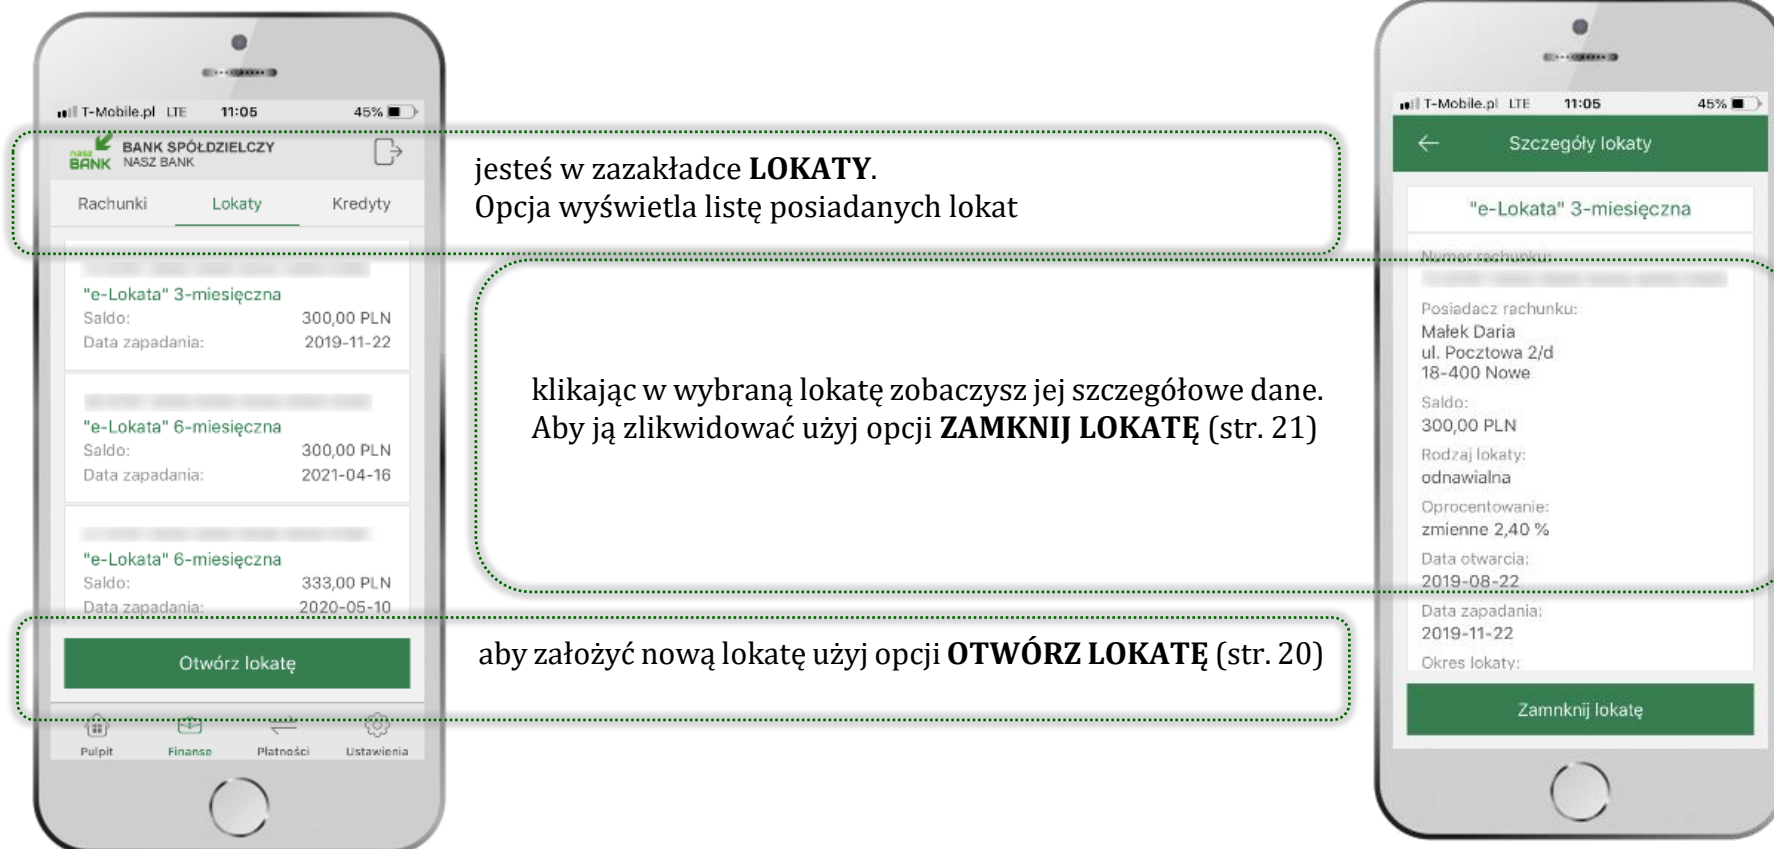 T-Mobile.pl LTE 11:05 45%
nasz BANK BANK SPÓŁDZIELCZY
NASZ BANK
Rachunki Lokaty Kredyty
"e-Lokata" 3-miesięczna
Saldo: 300,00 PLN
Data zapadania: 2019-11-22
"e-Lokata" 6-miesięczna
Saldo: 300,00 PLN
Data zapadania: 2021-04-16
"e-Lokata" 6-miesięczna
Saldo: 333,00 PLN
Data zapadania: 2020-05-10
Otwórz lokatę
Pulpit Finanse Płatności Ustawienia
jesteś w zazakładce LOKATY.
Opcja wyświetla listę posiadanych lokat
klikając w wybraną lokatę zobaczysz jej szczegółowe dane.
Aby ją zlikwidować użyj opcji ZAMKNIJ LOKATĘ (str. 21)
aby założyć nową lokatę użyj opcji OTWÓRZ LOKATĘ (str. 20)
T-Mobile.pl LTE 11:05 45%
Szczegóły lokaty
"e-Lokata" 3-miesięczna
Numer rachunku:
Posiadacz rachunku:
Małek Daria
ul. Pocztowa 2/d
18-400 Nowe
Saldo:
300,00 PLN
Rodzaj lokaty:
odnawialna
Oprocentowanie:
zmienne 2,40 %
Data otwarcia:
2019-08-22
Data zapadania:
2019-11-22
Okres lokaty:
Zamnknij lokatę